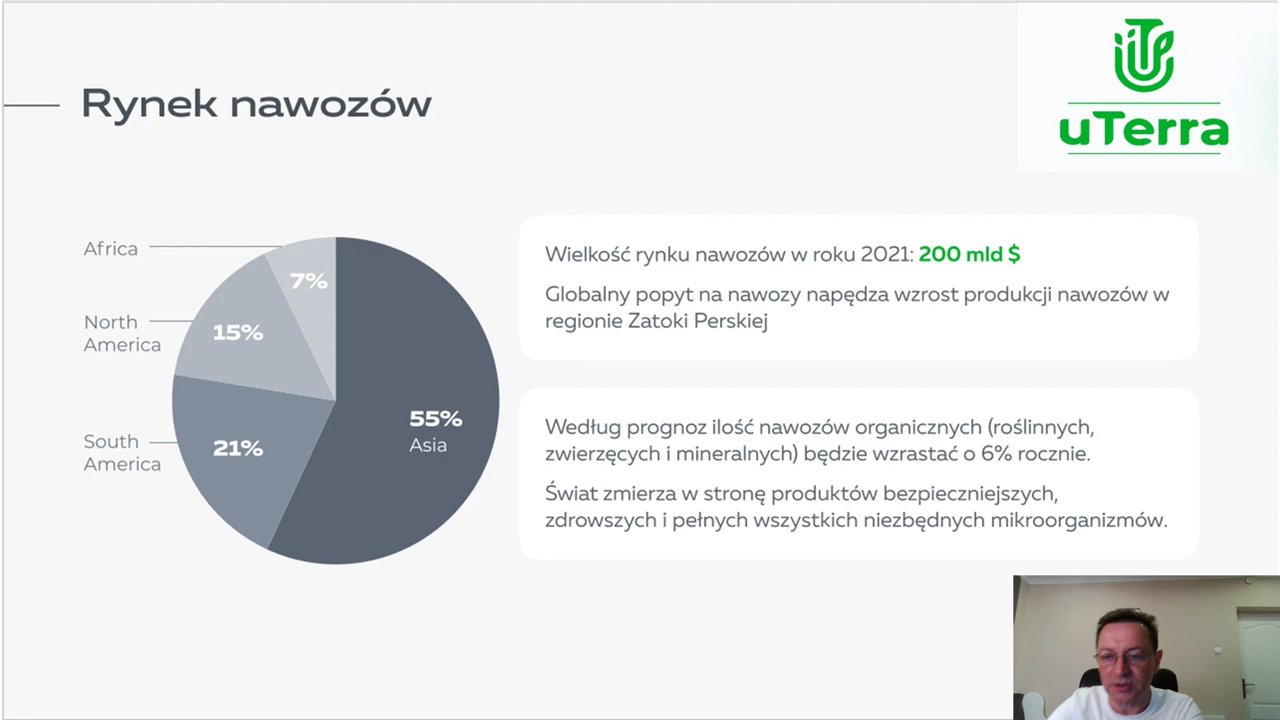 Rynek nawozów
uTerra
Africa
7%
North
America
15%
South
America
21%
55%
Asia
Wielkość rynku nawozów w roku 2021: 200 mld $
Globalny popyt na nawozy napędza wzrost produkcji nawozów w
regionie Zatoki Perskiej
Według prognoz ilość nawozów organicznych (roślinnych,
zwierzęcych i mineralnych) będzie wzrastać o 6% rocznie.
Świat zmierza w stronę produktów bezpieczniejszych,
zdrowszych i pełnych wszystkich niezbędnych mikroorganizmów.